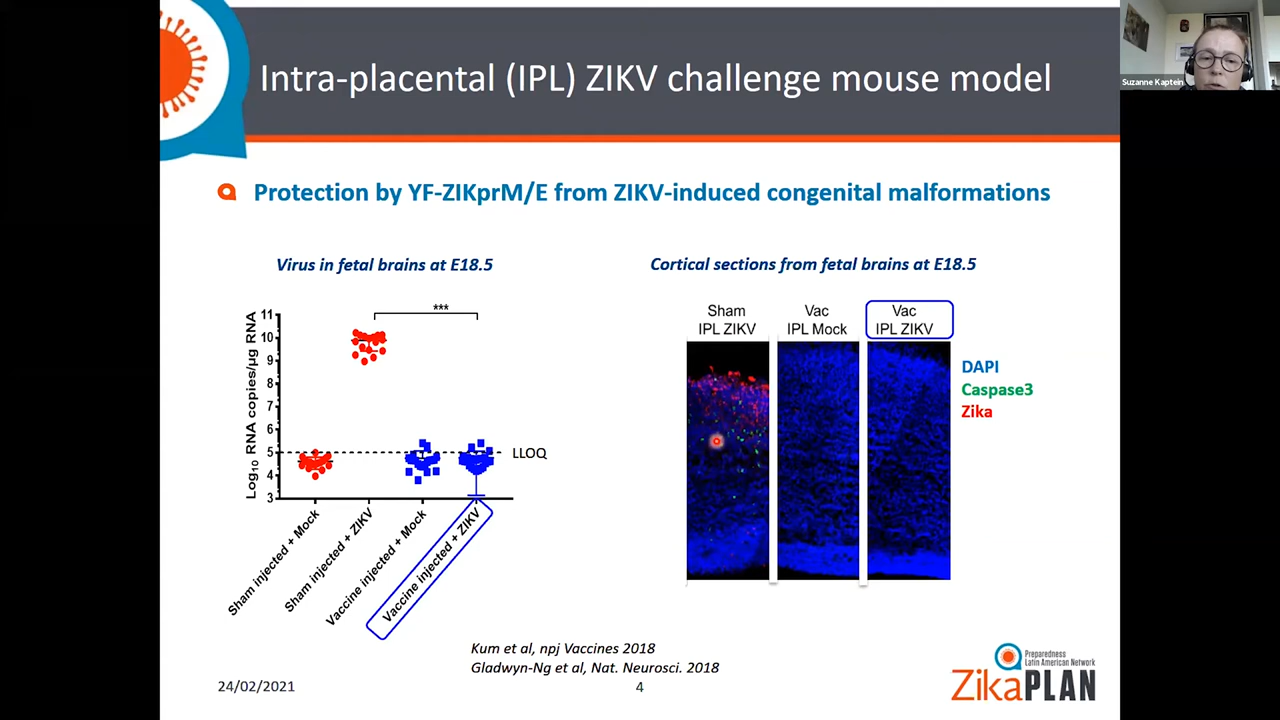 Intra-placental (IPL) ZIKV challenge mouse model
Suzanne Kaptein
Protection by YF-ZIKprM/E from ZIKV-induced congenital malformations
Virus in fetal brains at E18.5
Log10 RNA copies/µg RNA
11
10
9
8
7
6
5
4
3
***
LLOQ
Sham injected + Mock
Sham injected + ZIKV
Vaccine injected + Mock
Vaccine injected + ZIKV
Cortical sections from fetal brains at E18.5
Sham
IPL ZIKV
Vac
IPL Mock
Vac
IPL ZIKV
DAPI
Caspase3
Zika
Kum et al, npj Vaccines 2018
Gladwyn-Ng et al, Nat. Neurosci. 2018
24/02/2021
4
Preparedness
Latin American Network
ZikaPLAN